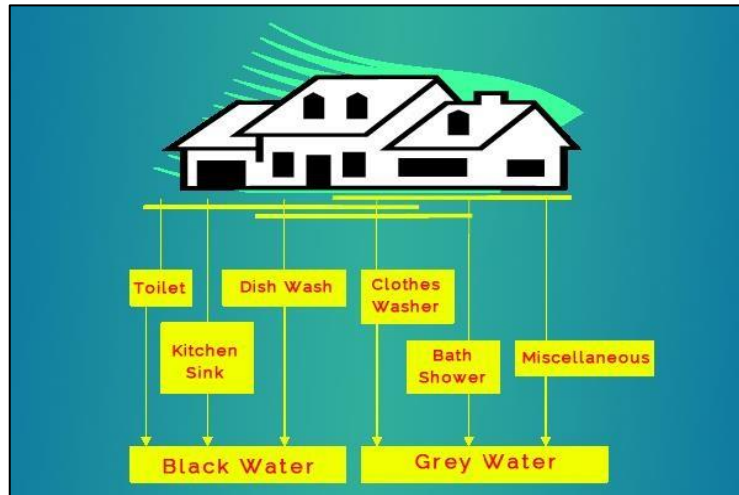 Toilet
Dish Wash
Clothes
Washer
Kitchen
Sink
Bath
Shower
Miscellaneous
Black Water
Grey Water